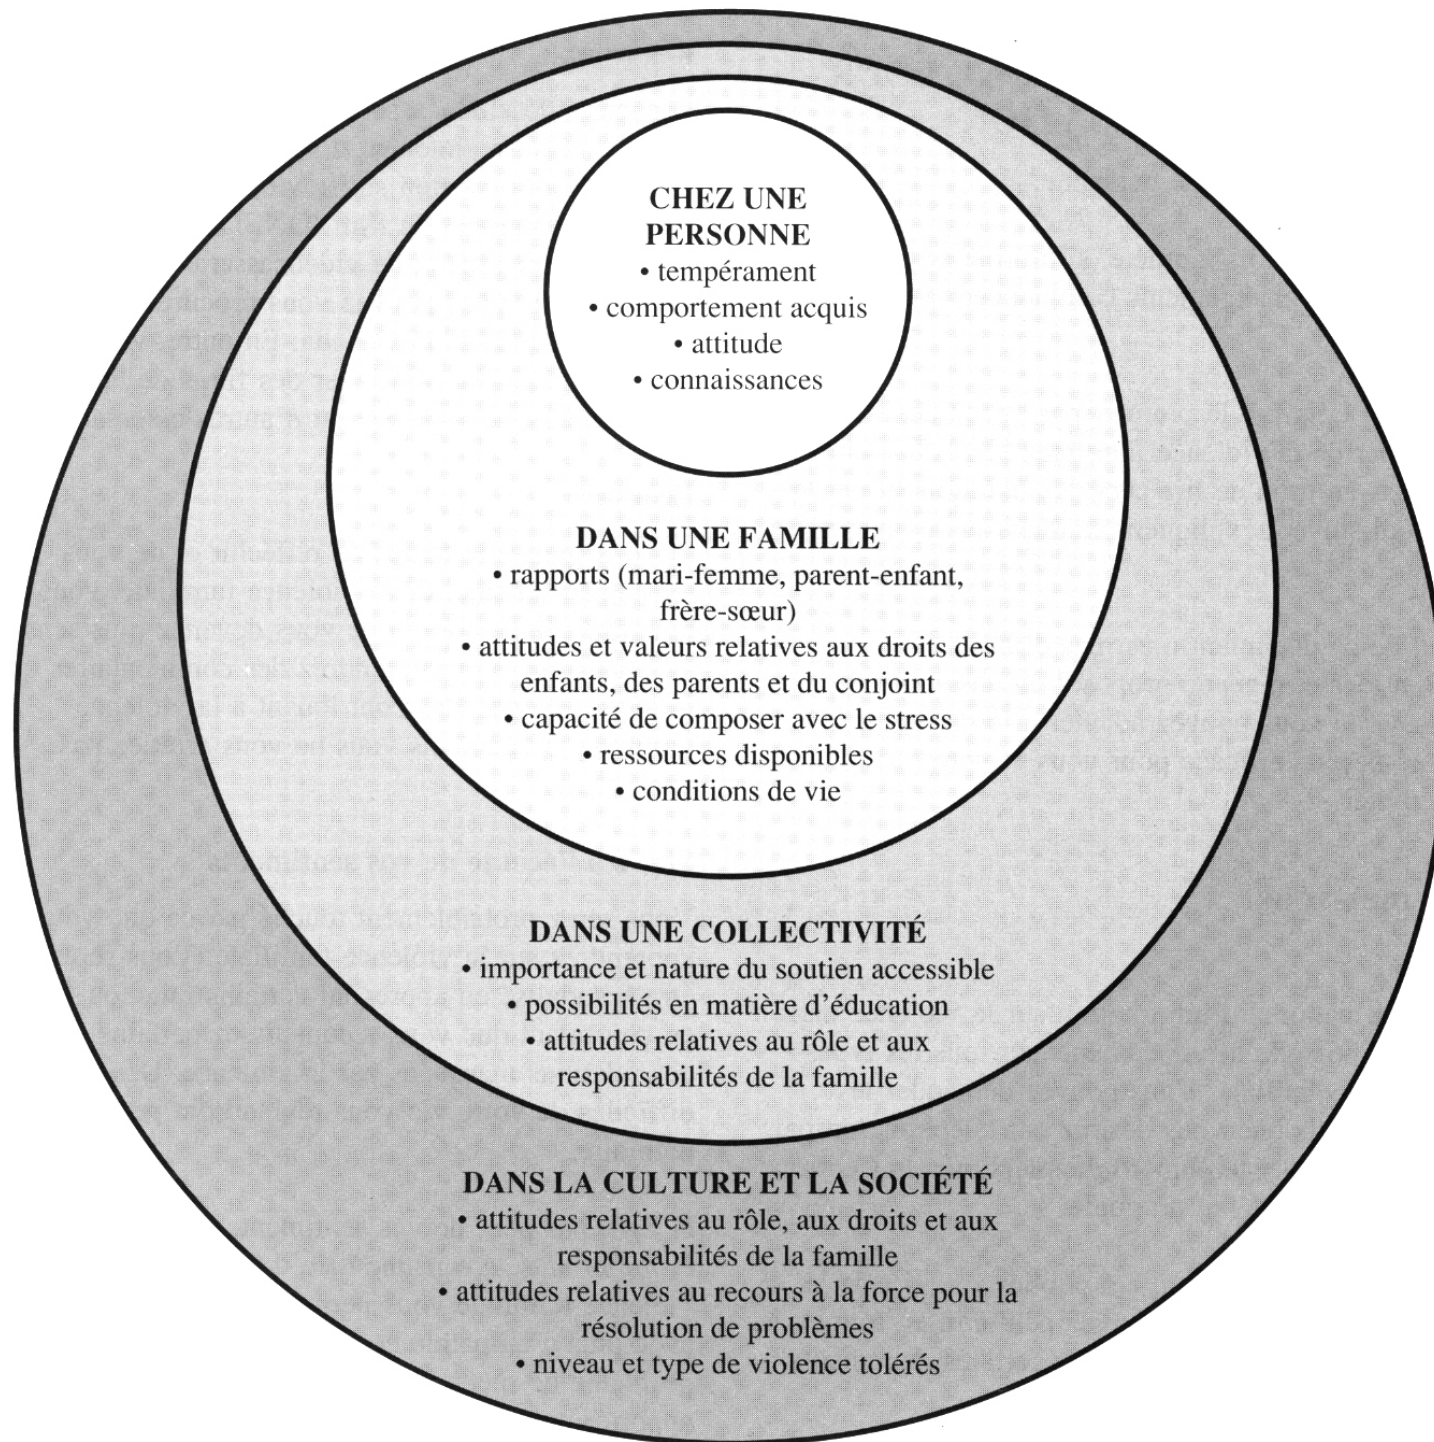 CHEZ UNE
PERSONNE
• tempérament
• comportement acquis
• attitude
• connaissances
DANS UNE FAMILLE
• rapports (mari-femme, parent-enfant,
frère-sœur)
• attitudes et valeurs relatives aux droits des
enfants, des parents et du conjoint
• capacité de composer avec le stress
• ressources disponibles
• conditions de vie
DANS UNE COLLECTIVITÉ
• importance et nature du soutien accessible
• possibilités en matière d’éducation
• attitudes relatives au rôle et aux
responsabilités de la famille
DANS LA CULTURE ET LA SOCIÉTÉ
• attitudes relatives au rôle, aux droits et aux
responsabilités de la famille
• attitudes relatives au recours à la force pour la
résolution de problèmes
• niveau et type de violence tolérés